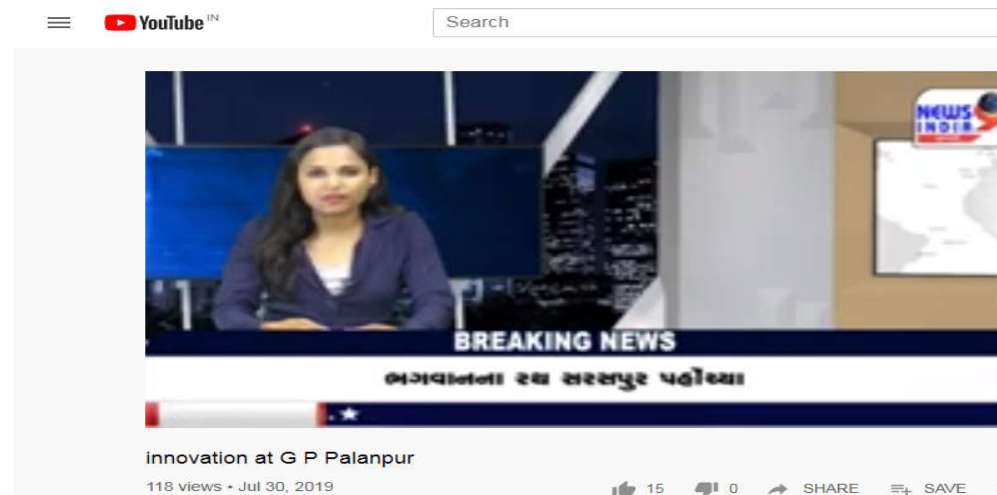 YouTube IN
Search
NEWS
INDIA
BREAKING NEWS
ભગવાનના રથ સરસપુર પહોંચ્યા
innovation at G P Palanpur
118 views • Jul 30, 2019
15 0 SHARE SAVE